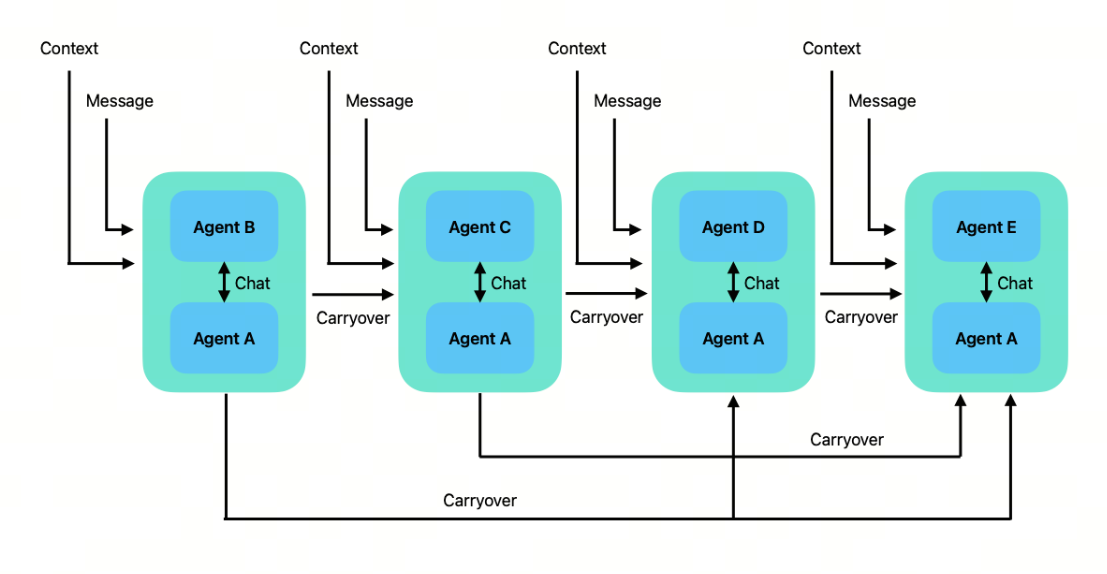 Context
Context
Context
Context
Message
Message
Message
Message
Agent B
Agent C
Agent D
Agent E
Chat
Chat
Chat
Chat
Carryover
Carryover
Carryover
Agent A
Agent A
Agent A
Agent A
Carryover
Carryover